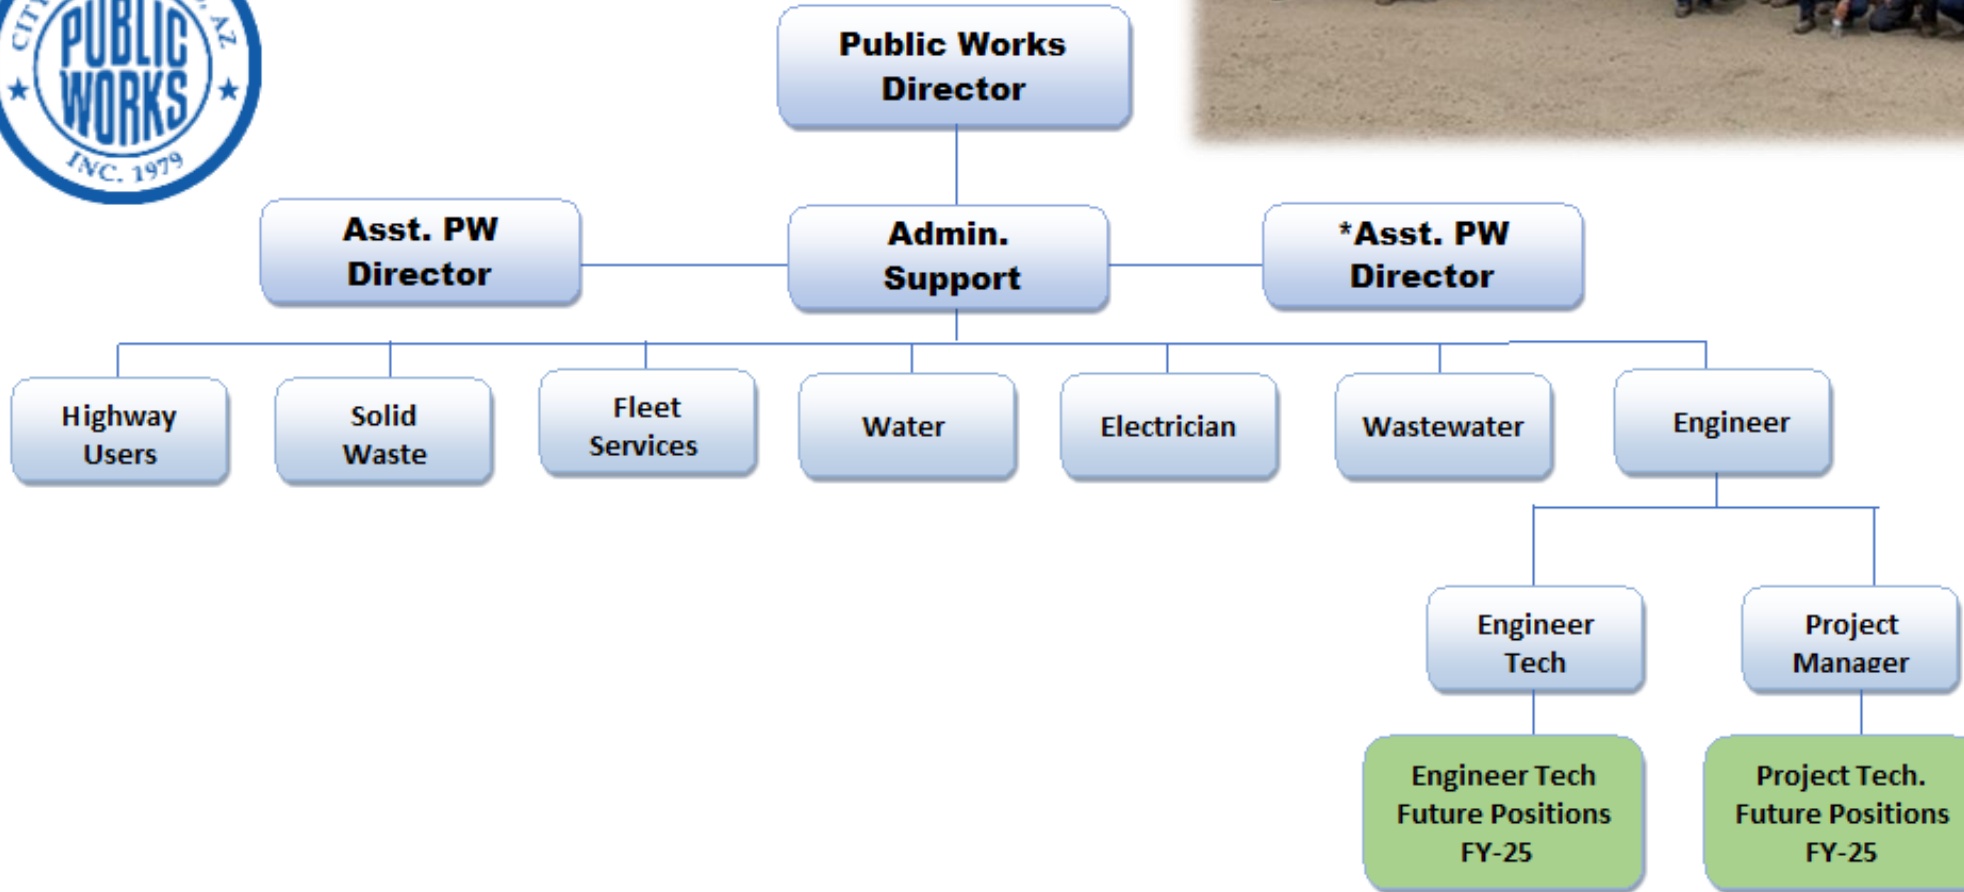 CITY
AZ
PUBLIC
WORKS
INC. 1979
Public Works
Director
Asst. PW
Director
Admin.
Support
*Asst. PW
Director
Highway
Users
Solid
Waste
Fleet
Services
Water
Electrician
Wastewater
Engineer
Engineer
Tech
Project
Manager
Engineer Tech
Future Positions
FY-25
Project Tech.
Future Positions
FY-25